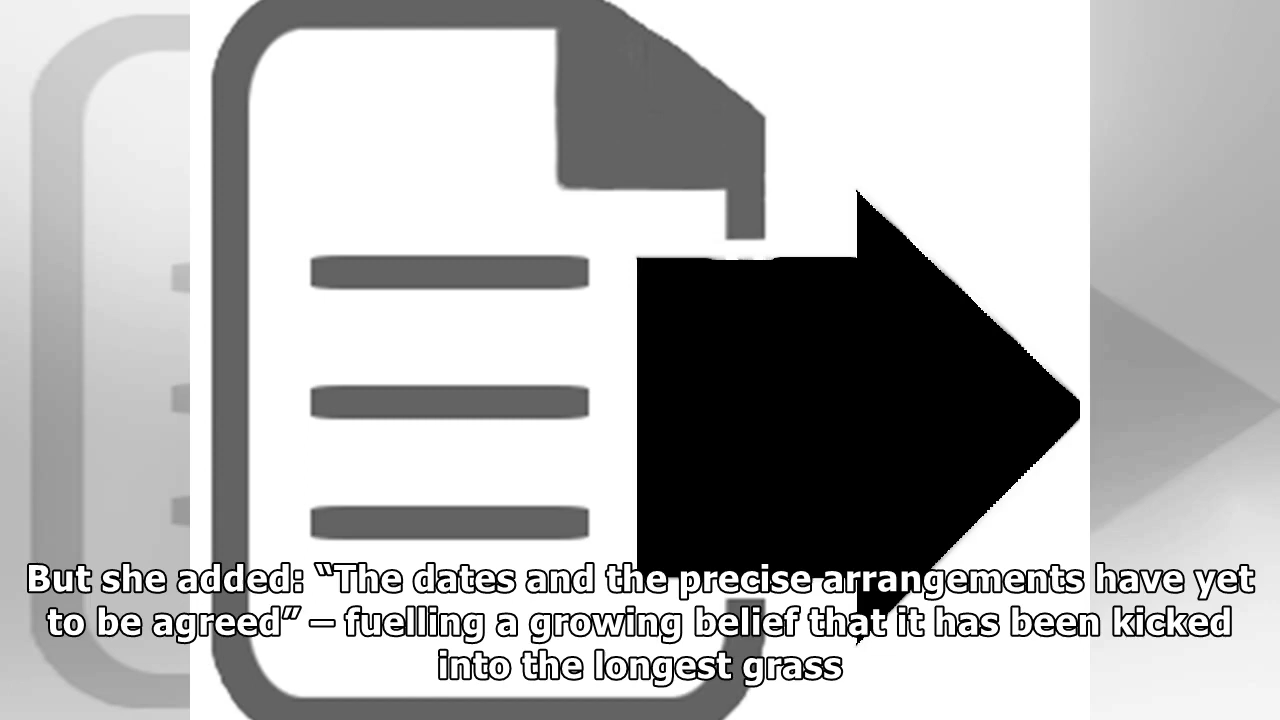 But she added: “The dates and the precise arrangements have yet
to be agreed” – fuelling a growing belief that it has been kicked
into the longest grass